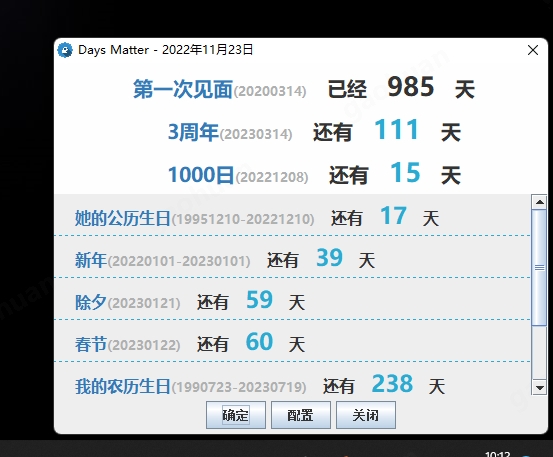 Days Matter - 2022年11月23日
第一次见面(20200314) 已经 985 天
3周年(20230314) 还有 111 天
1000日(20221208) 还有 15 天
她的公历生日(19951210-20221210) 还有 17 天
新年(20220101-20230101) 还有 39 天
除夕(20230121) 还有 59 天
春节(20230122) 还有 60 天
我的农历生日(1990723-20230719) 还有 238 天
确定 配置 关闭
10:12